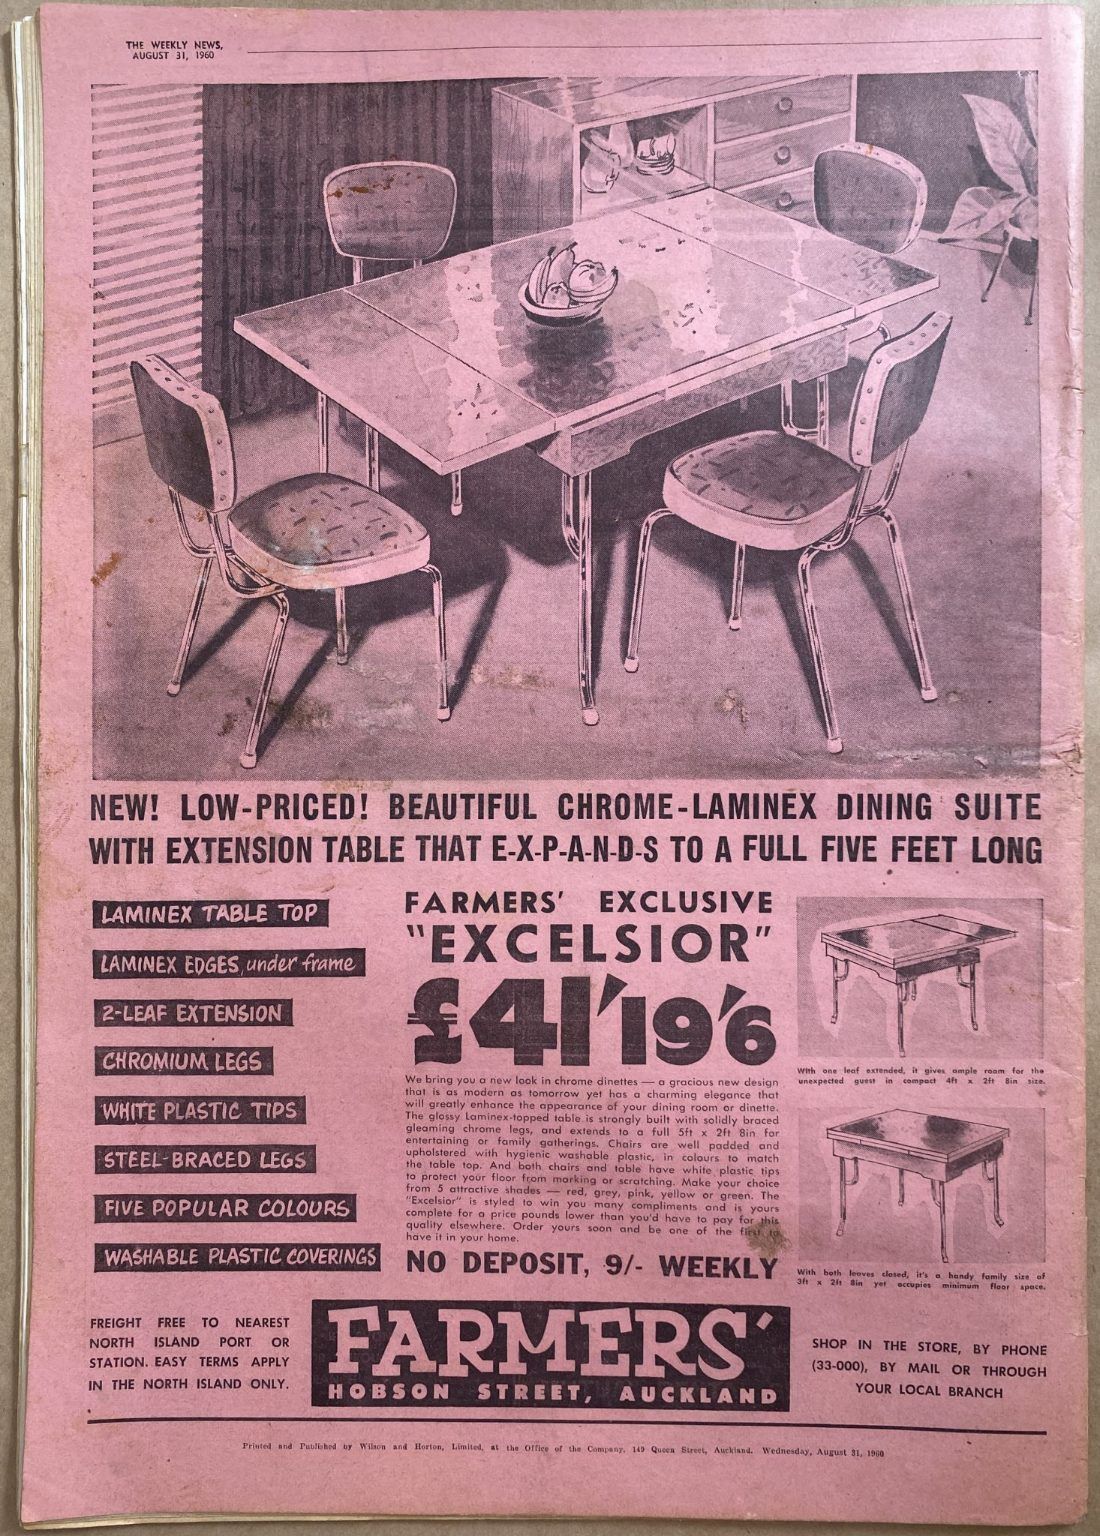 THE WEEKLY NEWS,
AUGUST 31, 1960
NEW! LOW-PRICED! BEAUTIFUL CHROME-LAMINEX DINING SUITE
WITH EXTENSION TABLE THAT E-X-P-A-N-D-S TO A FULL FIVE FEET LONG
LAMINEX TABLE TOP
LAMINEX EDGES, under frame
2-LEAF EXTENSION
CHROMIUM LEGS
WHITE PLASTIC TIPS
STEEL-BRACED LEGS
FIVE POPULAR COLOURS
WASHABLE PLASTIC COVERINGS
FARMERS' EXCLUSIVE
"EXCELSIOR"
£41'19'6
We bring you a new look in chrome dinettes — a gracious new design
that is as modern as tomorrow yet has a charming elegance that
will greatly enhance the appearance of your dining room or dinette.
The glossy Laminex-topped table is strongly built with solidly braced
gleaming chrome legs, and extends to a full 5ft x 2ft 8in for
entertaining or family gatherings. Chairs are well padded and
upholstered with hygienic washable plastic, in colours to match
the table top. And both chairs and table have white plastic tips
to protect your floor from marking or scratching. Make your choice
from 5 attractive shades — red, grey, pink, yellow or green. The
"Excelsior" is styled to win you many compliments and is yours
complete for a price pounds lower than you'd have to pay for this
quality elsewhere. Order yours soon and be one of the first to
have it in your home.
NO DEPOSIT, 9/- WEEKLY
With one leaf extended, it gives ample room for the
unexpected guest in compact 4ft x 2ft 8in size.
With both leaves closed, it's a handy family size of
3ft x 2ft 8in yet occupies minimum floor space.
FREIGHT FREE TO NEAREST
NORTH ISLAND PORT OR
STATION. EASY TERMS APPLY
IN THE NORTH ISLAND ONLY.
FARMERS'
HOBSON STREET, AUCKLAND
SHOP IN THE STORE, BY PHONE
(33-000), BY MAIL OR THROUGH
YOUR LOCAL BRANCH
Printed and Published by Wilson and Horton, Limited, at the Office of the Company, 149 Queen Street, Auckland. Wednesday, August 31, 1960